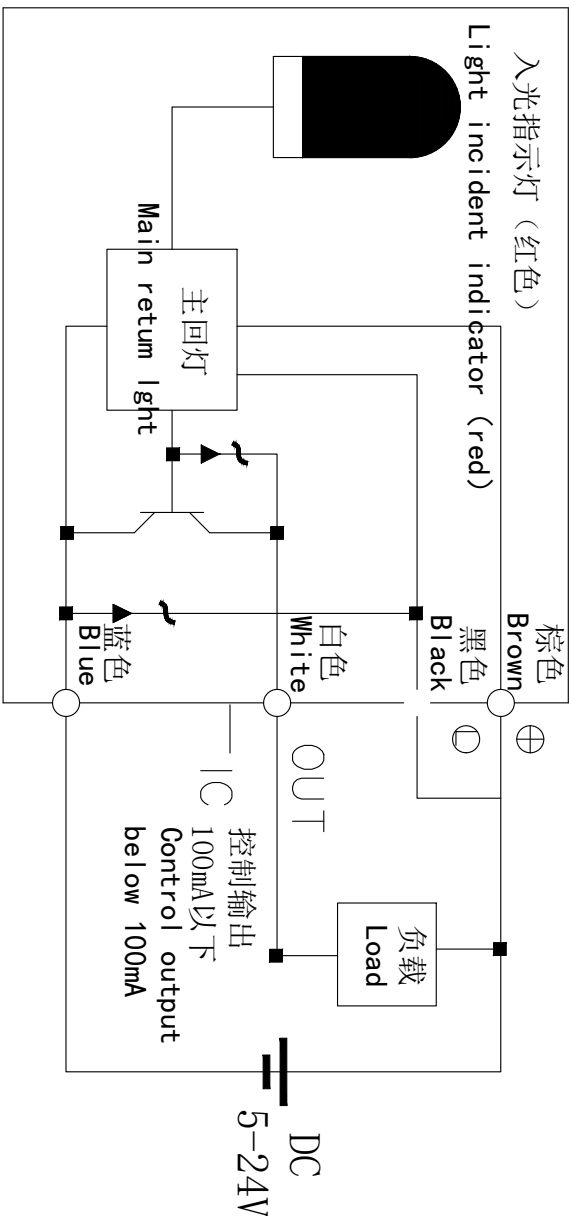 入光指示灯（红色）
Light incident indicator (red)
主回灯
Main retum lght
棕色
Brown
黑色
Black
白色
White
蓝色
Blue
L
OUT
IC
控制输出
100mA以下
Control output
below 100mA
负载
Load
DC
5-24V